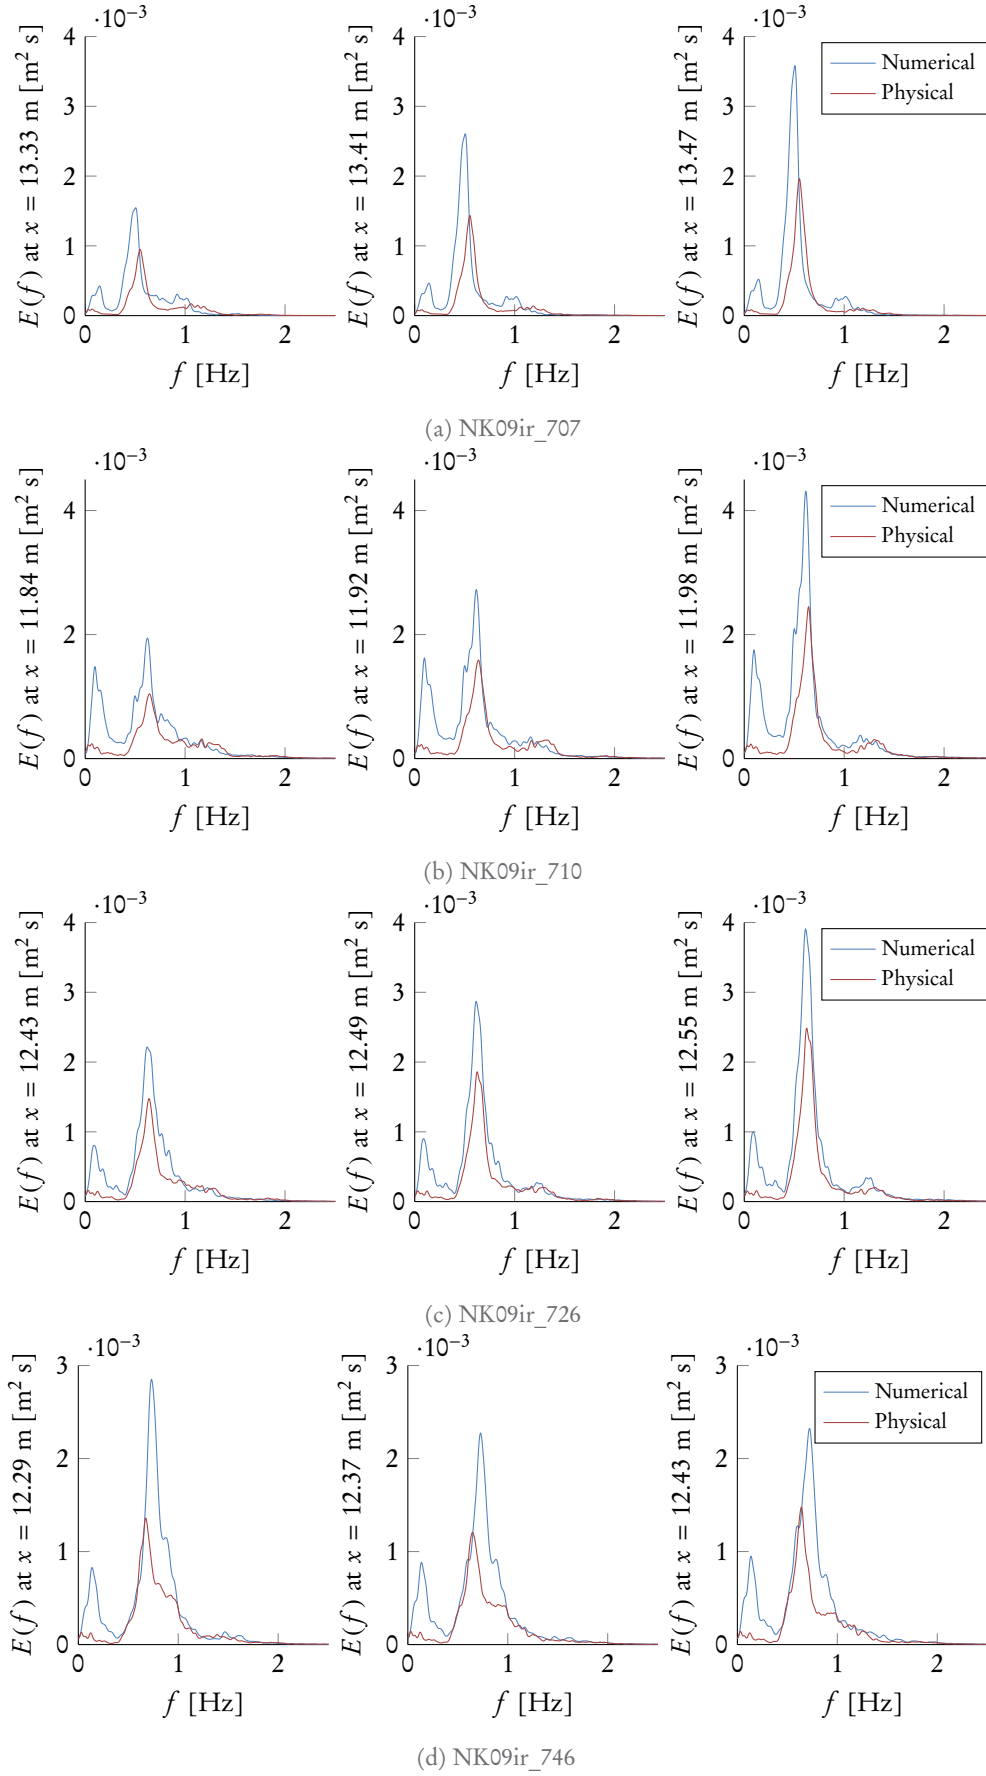 ·10−3 ·10−3 ·10−3
E(f) at x = 13.33 m [m² s]
4
3
2
1
0
0 1 2
f [Hz]
E(f) at x = 13.41 m [m² s]
4
3
2
1
0
0 1 2
f [Hz]
E(f) at x = 13.47 m [m² s]
4
3
2
1
0
0 1 2
f [Hz]
Numerical
Physical
(a) NK09ir_707
·10−3 ·10−3 ·10−3
E(f) at x = 11.84 m [m² s]
4
2
0
0 1 2
f [Hz]
E(f) at x = 11.92 m [m² s]
4
2
0
0 1 2
f [Hz]
E(f) at x = 11.98 m [m² s]
4
2
0
0 1 2
f [Hz]
Numerical
Physical
(b) NK09ir_710
·10−3 ·10−3 ·10−3
E(f) at x = 12.43 m [m² s]
4
3
2
1
0
0 1 2
f [Hz]
E(f) at x = 12.49 m [m² s]
4
3
2
1
0
0 1 2
f [Hz]
E(f) at x = 12.55 m [m² s]
4
3
2
1
0
0 1 2
f [Hz]
Numerical
Physical
(c) NK09ir_726
·10−3 ·10−3 ·10−3
E(f) at x = 12.29 m [m² s]
3
2
1
0
0 1 2
f [Hz]
E(f) at x = 12.37 m [m² s]
3
2
1
0
0 1 2
f [Hz]
E(f) at x = 12.43 m [m² s]
3
2
1
0
0 1 2
f [Hz]
Numerical
Physical
(d) NK09ir_746